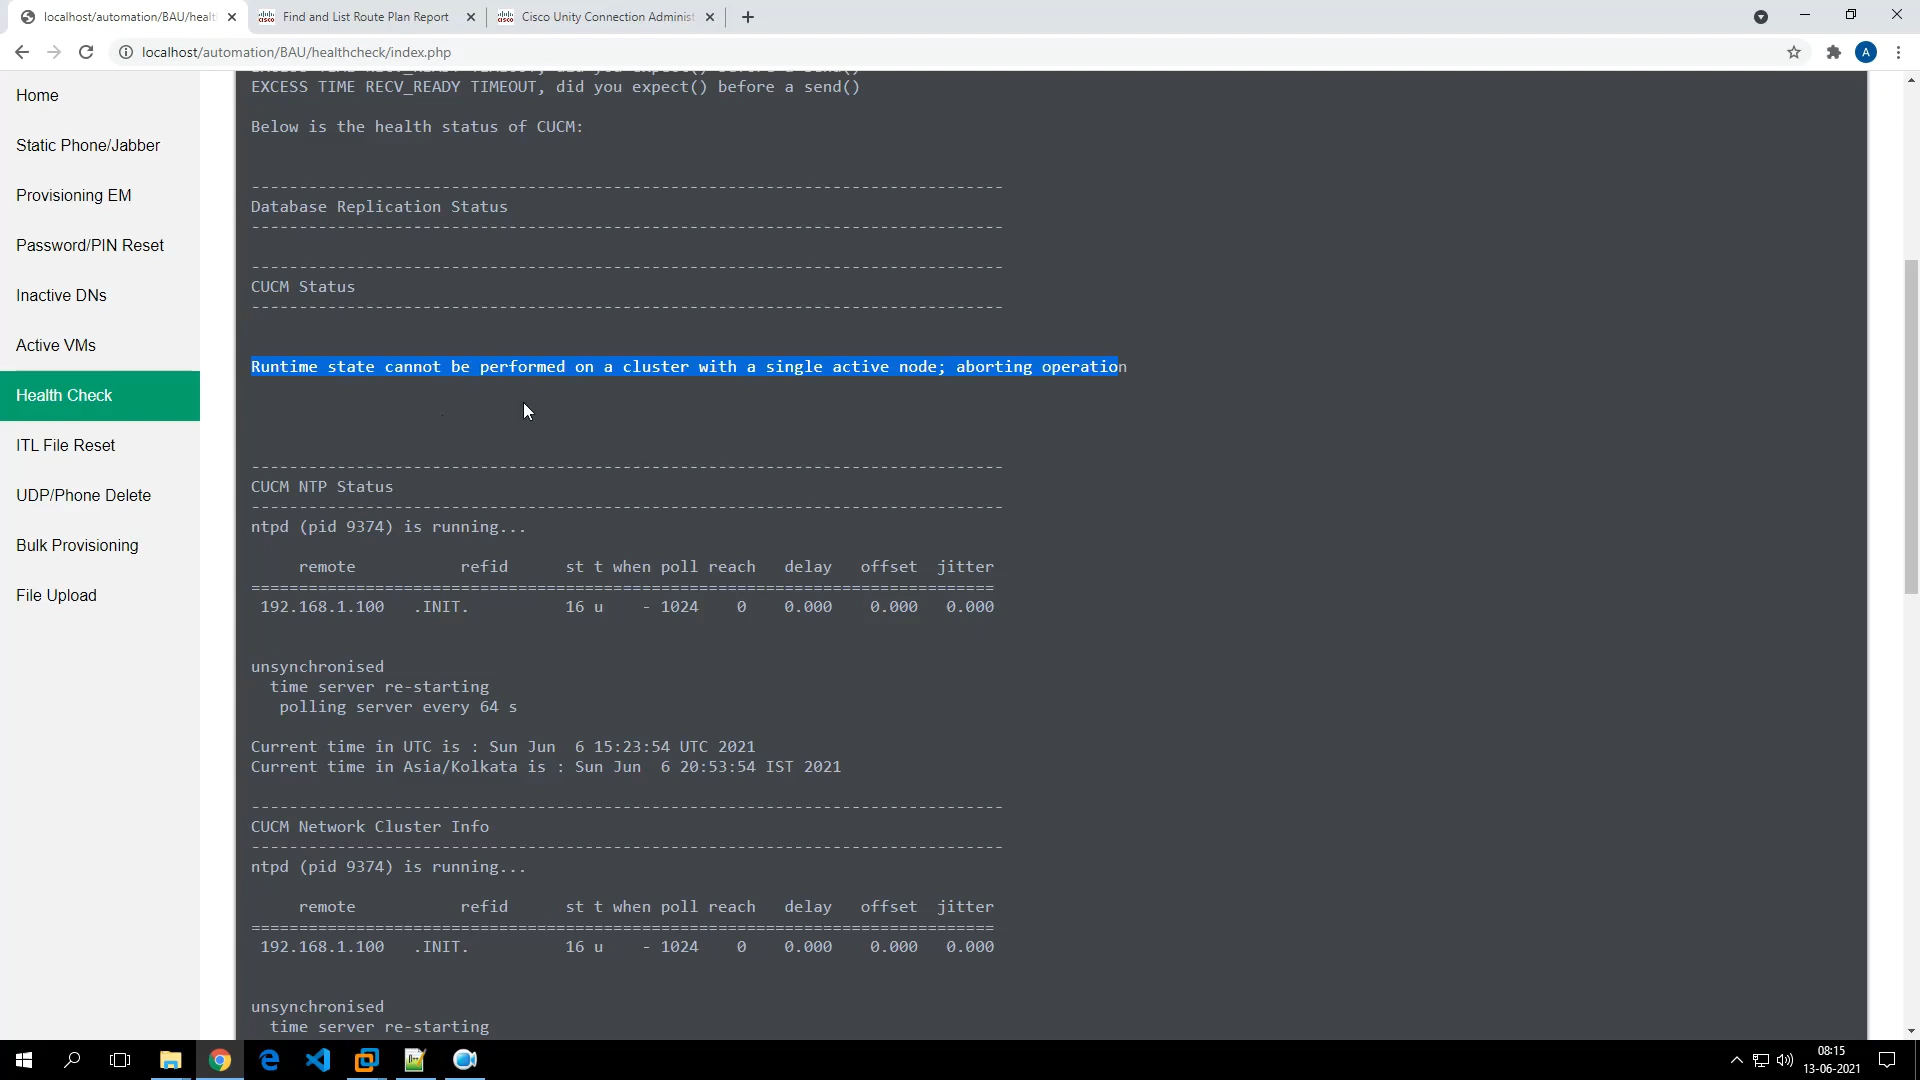 localhost/automation/BAU/healt
Find and List Route Plan Report
Cisco Unity Connection Administ
localhost/automation/BAU/healthcheck/index.php
A
Home
Static Phone/Jabber
Provisioning EM
Password/PIN Reset
Inactive DNs
Active VMs
Health Check
ITL File Reset
UDP/Phone Delete
Bulk Provisioning
File Upload
EXCESS TIME RECV_READY TIMEOUT, did you expect() before a send()
EXCESS TIME RECV_READY TIMEOUT, did you expect() before a send()
Below is the health status of CUCM:
-------------------------------------------------------------------------------
Database Replication Status
-------------------------------------------------------------------------------
-------------------------------------------------------------------------------
CUCM Status
-------------------------------------------------------------------------------
Runtime state cannot be performed on a cluster with a single active node; aborting operation
-------------------------------------------------------------------------------
CUCM NTP Status
-------------------------------------------------------------------------------
ntpd (pid 9374) is running...
remote           refid      st t when poll reach   delay   offset  jitter
==============================================================================
192.168.1.100   .INIT.          16 u    - 1024    0    0.000    0.000   0.000
unsynchronised
time server re-starting
polling server every 64 s
Current time in UTC is : Sun Jun  6 15:23:54 UTC 2021
Current time in Asia/Kolkata is : Sun Jun  6 20:53:54 IST 2021
-------------------------------------------------------------------------------
CUCM Network Cluster Info
-------------------------------------------------------------------------------
ntpd (pid 9374) is running...
remote           refid      st t when poll reach   delay   offset  jitter
==============================================================================
192.168.1.100   .INIT.          16 u    - 1024    0    0.000    0.000   0.000
unsynchronised
time server re-starting
08:15
13-06-2021